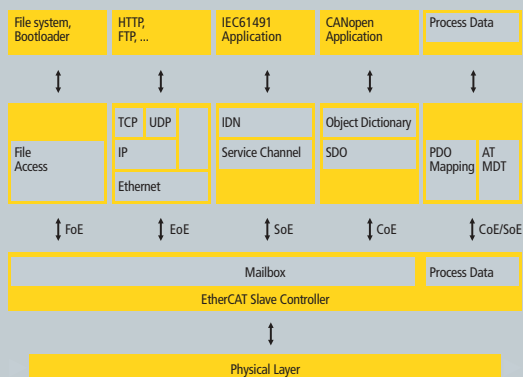 File system,
Bootloader
HTTP,
FTP, ...
IEC61491
Application
CANopen
Application
Process Data
File
Access
TCP UDP
IP
Ethernet
IDN
Service Channel
Object Dictionary
SDO
PDO
Mapping
AT
MDT
FoE
EoE
SoE
CoE
CoE/SoE
Mailbox
Process Data
EtherCAT Slave Controller
Physical Layer